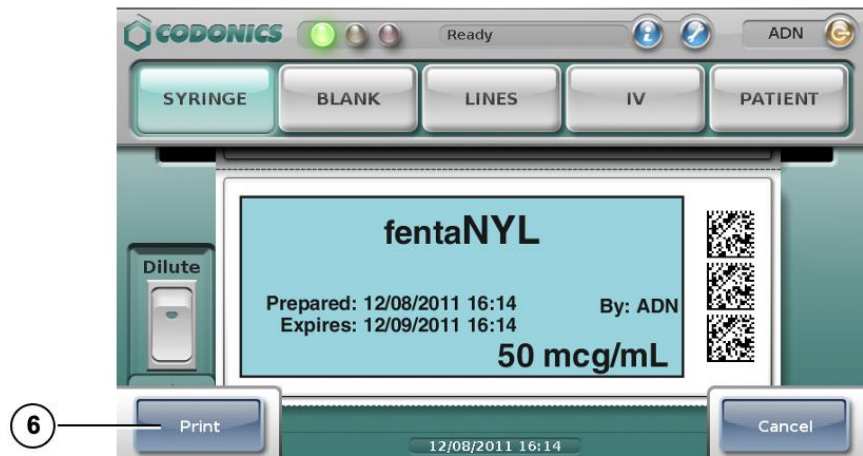 CODONICS Ready ADN
SYRINGE BLANK LINES IV PATIENT
fentaNYL
Dilute
Prepared: 12/08/2011 16:14 By: ADN
Expires: 12/09/2011 16:14
50 mcg/mL
6 Print Cancel
12/08/2011 16:14